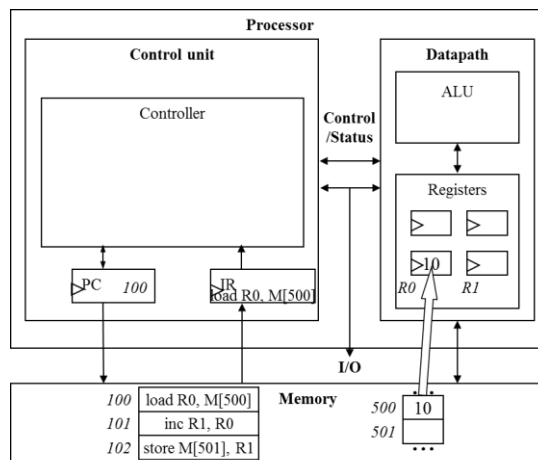 Processor
Control unit
Datapath
Controller
ALU
Control
/Status
Registers
10
R0
R1
PC
100
IR
load R0, M[500]
I/O
Memory
100
load R0, M[500]
101
inc R1, R0
102
store M[501], R1
500
10
501
...